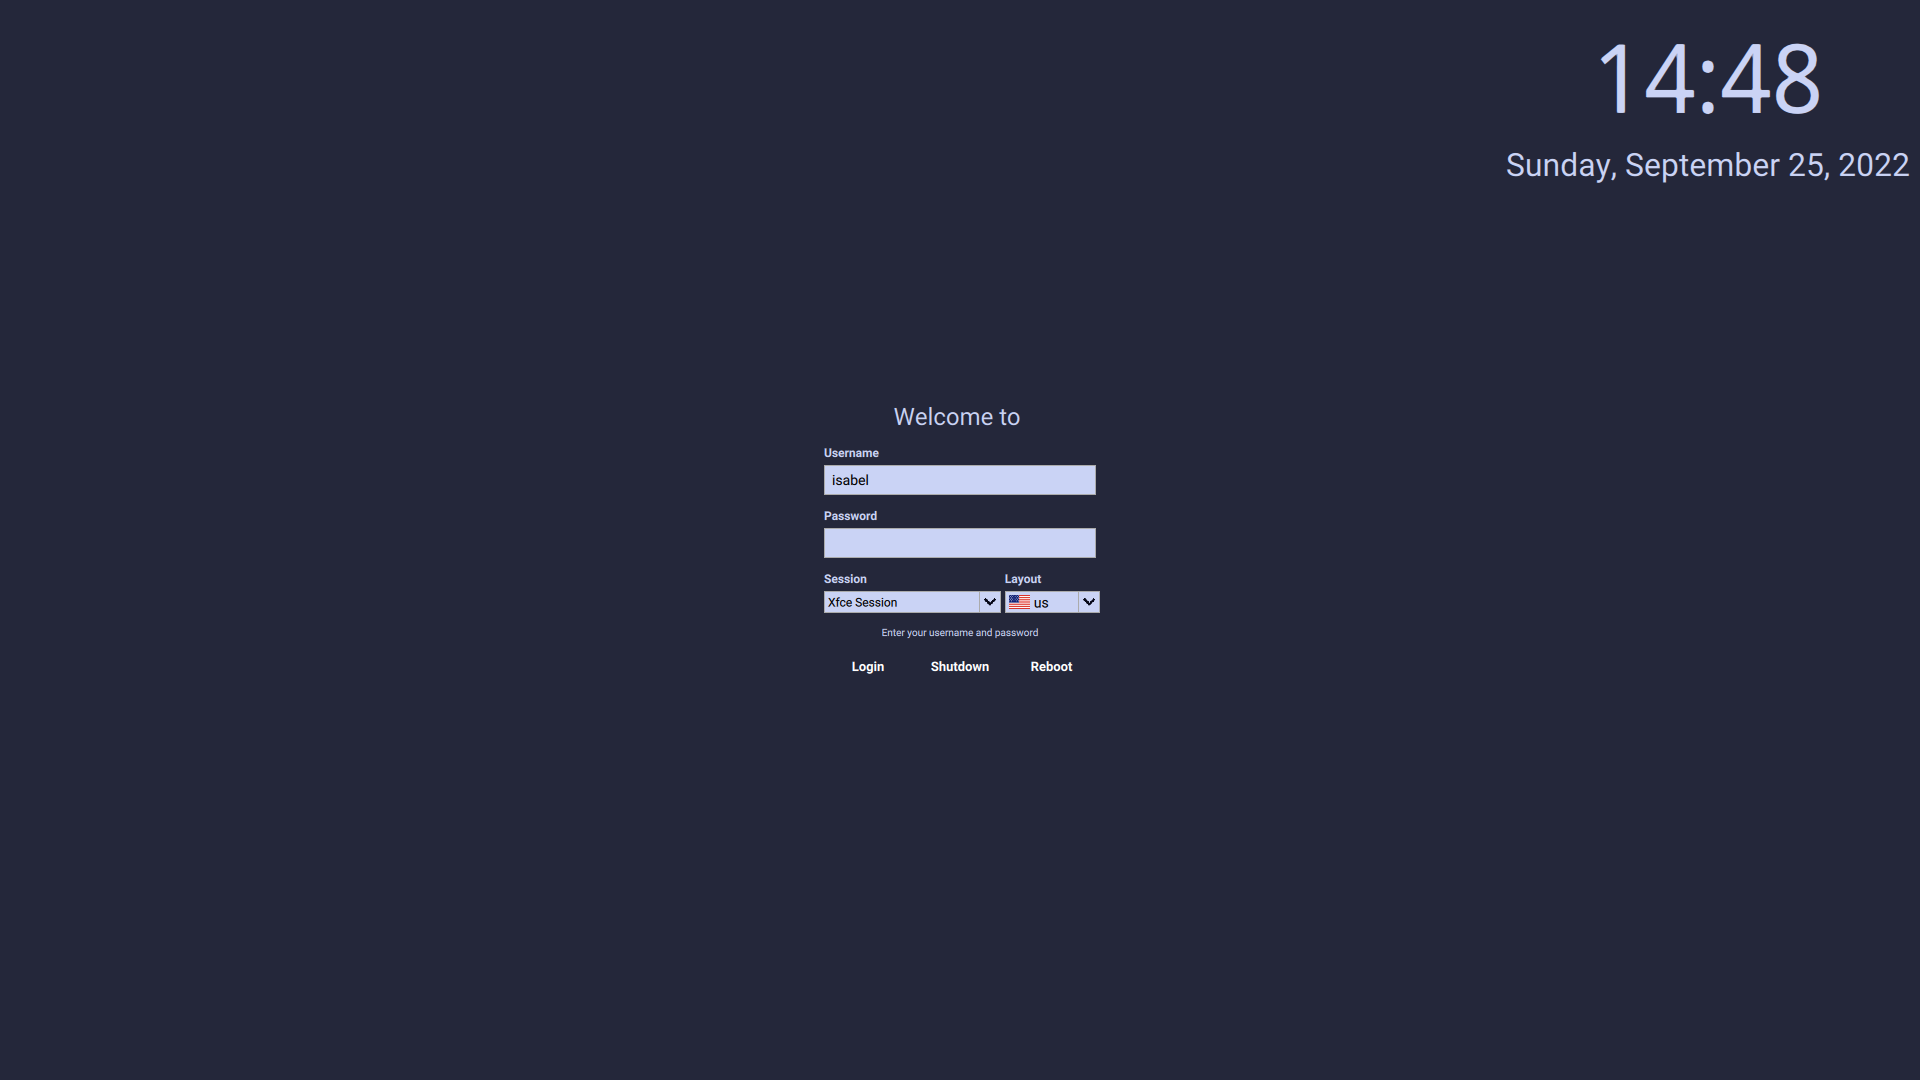 14:48
Sunday, September 25, 2022
Welcome to
Username
isabel
Password
Session Layout
Xfce Session us
Enter your username and password
Login Shutdown Reboot